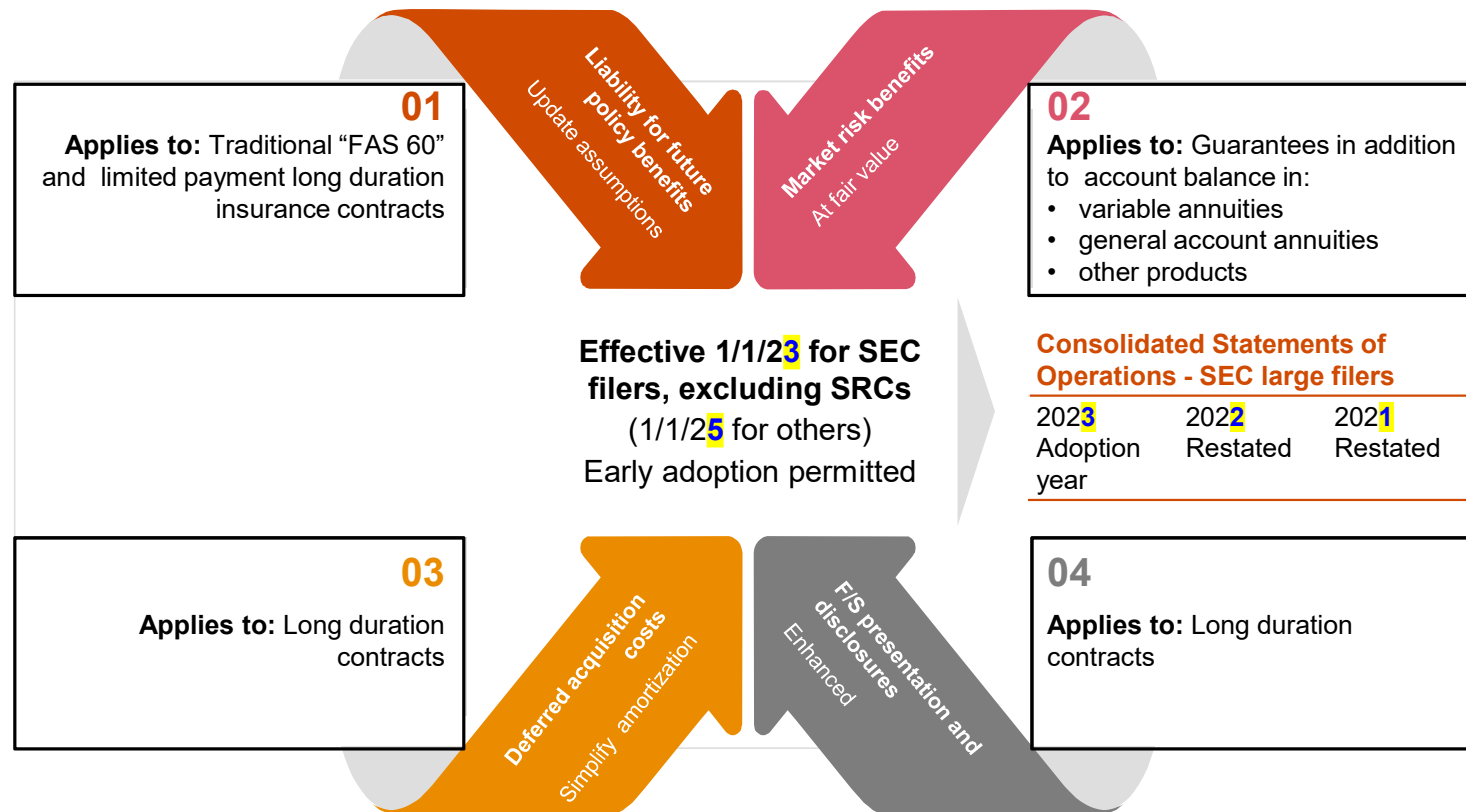 Liability for future
policy benefits
Update assumptions
Market risk benefits
At fair value
01
Applies to: Traditional “FAS 60”
and limited payment long duration
insurance contracts
02
Applies to: Guarantees in addition
to account balance in:
• variable annuities
• general account annuities
• other products
Effective 1/1/23 for SEC
filers, excluding SRCs
(1/1/25 for others)
Early adoption permitted
Consolidated Statements of
Operations - SEC large filers
2023 2022 2021
Adoption Restated Restated
year
03
Applies to: Long duration
contracts
04
Applies to: Long duration
contracts
Deferred acquisition
costs
Simplify amortization
F/S presentation and
disclosures
Enhanced